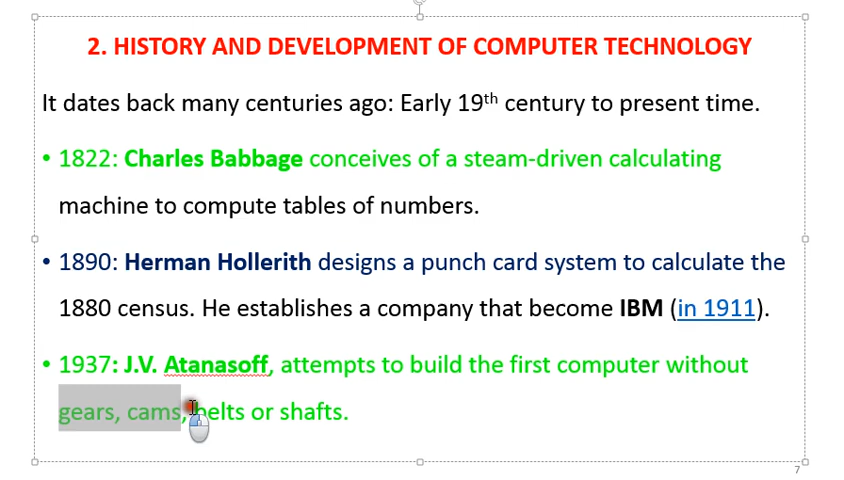 2. HISTORY AND DEVELOPMENT OF COMPUTER TECHNOLOGY
It dates back many centuries ago: Early 19th century to present time.
• 1822: Charles Babbage conceives of a steam-driven calculating
machine to compute tables of numbers.
• 1890: Herman Hollerith designs a punch card system to calculate the
1880 census. He establishes a company that become IBM (in 1911).
• 1937: J.V. Atanasoff, attempts to build the first computer without
gears, cams, belts or shafts.
7